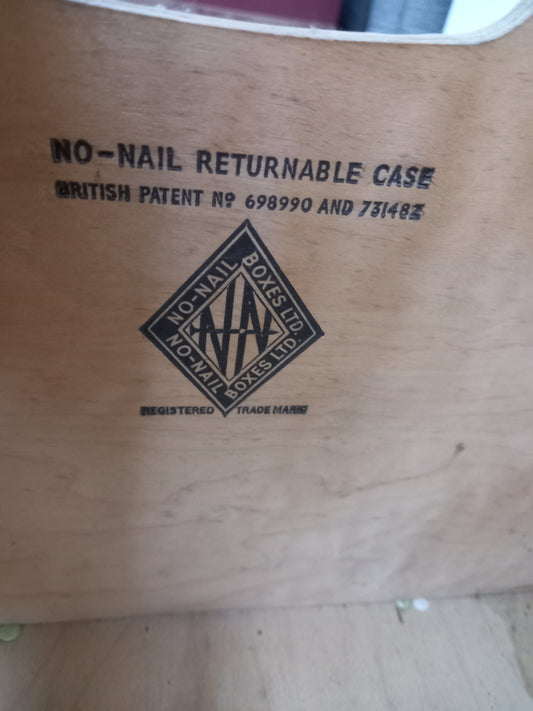 NO-NAIL RETURNABLE CASE
BRITISH PATENT Nº 698990 AND 731482
NO-NAIL BOXES LTD.
NN
NO-NAIL BOXES LTD.
REGISTERED TRADE MARK